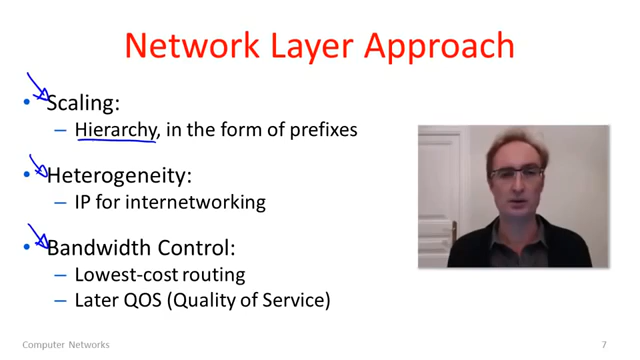 Network Layer Approach
• Scaling:
– Hierarchy, in the form of prefixes
• Heterogeneity:
– IP for internetworking
• Bandwidth Control:
– Lowest-cost routing
– Later QOS (Quality of Service)
Computer Networks
7